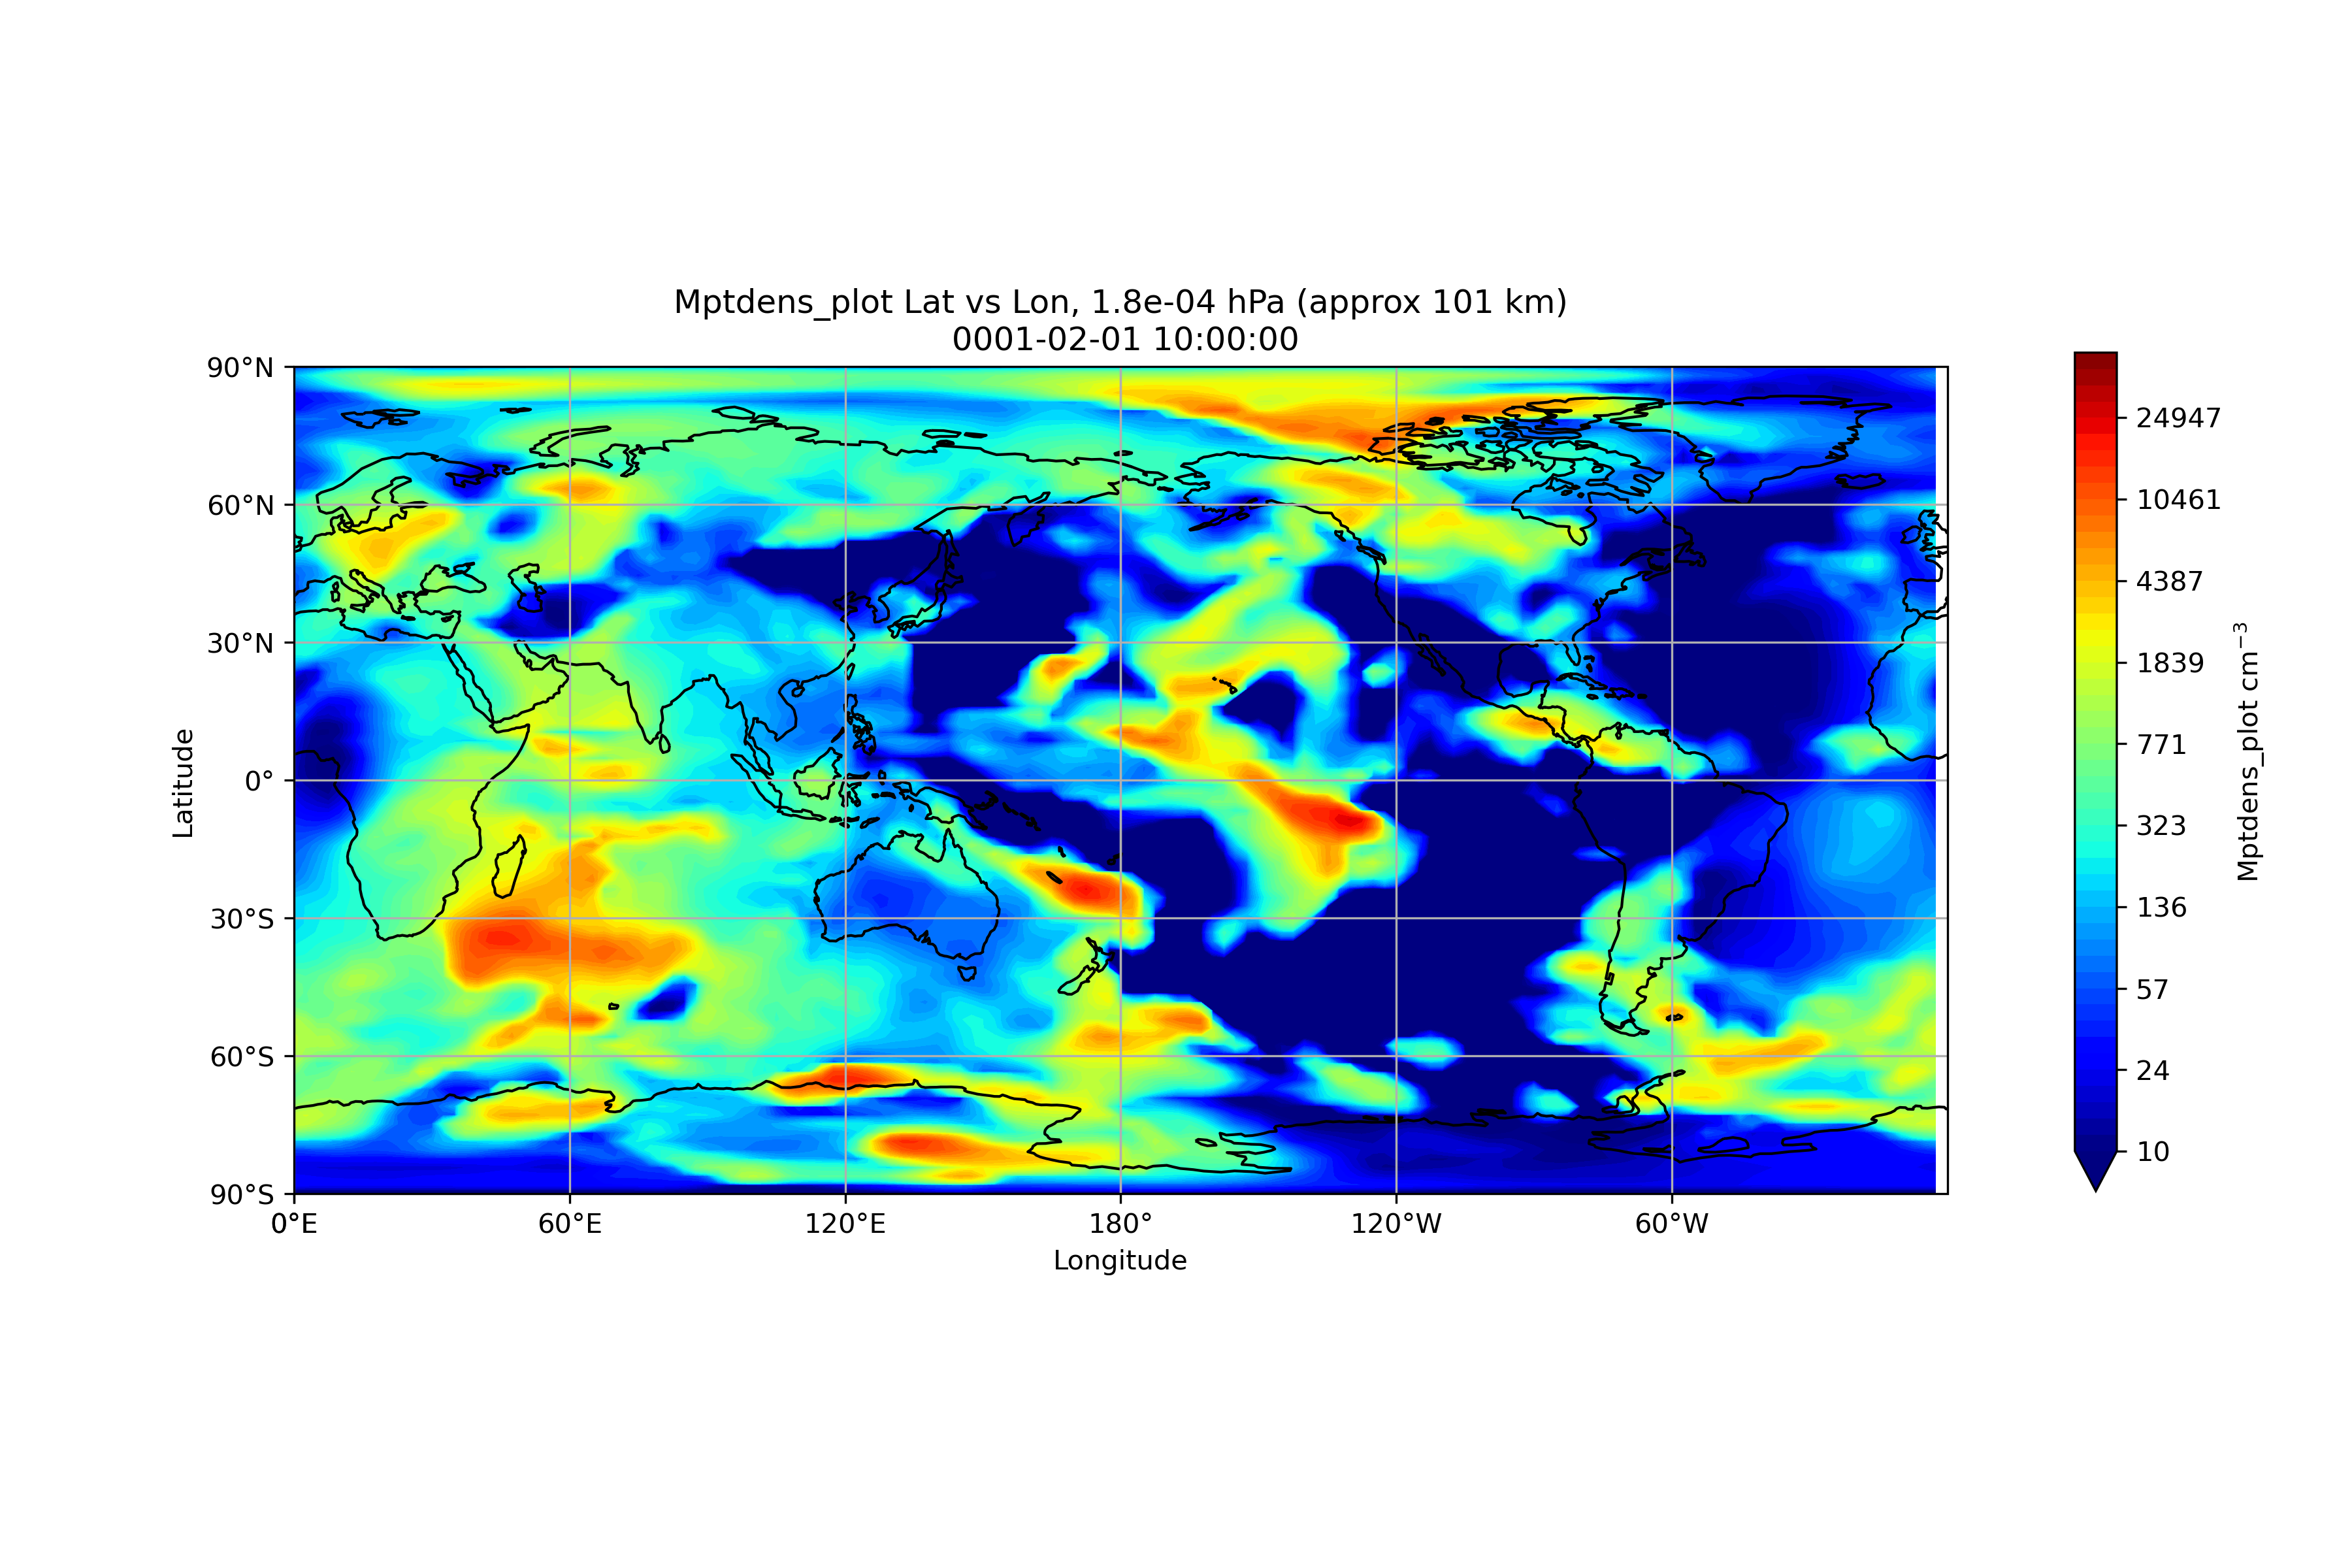 Mptdens_plot Lat vs Lon, 1.8e-04 hPa (approx 101 km)
0001-02-01 10:00:00
90°N
60°N
30°N
0°
30°S
60°S
90°S
Latitude
0°E
60°E
120°E
180°
120°W
60°W
Longitude
24947
10461
4387
1839
771
323
136
57
24
10
Mptdens_plot cm⁻³